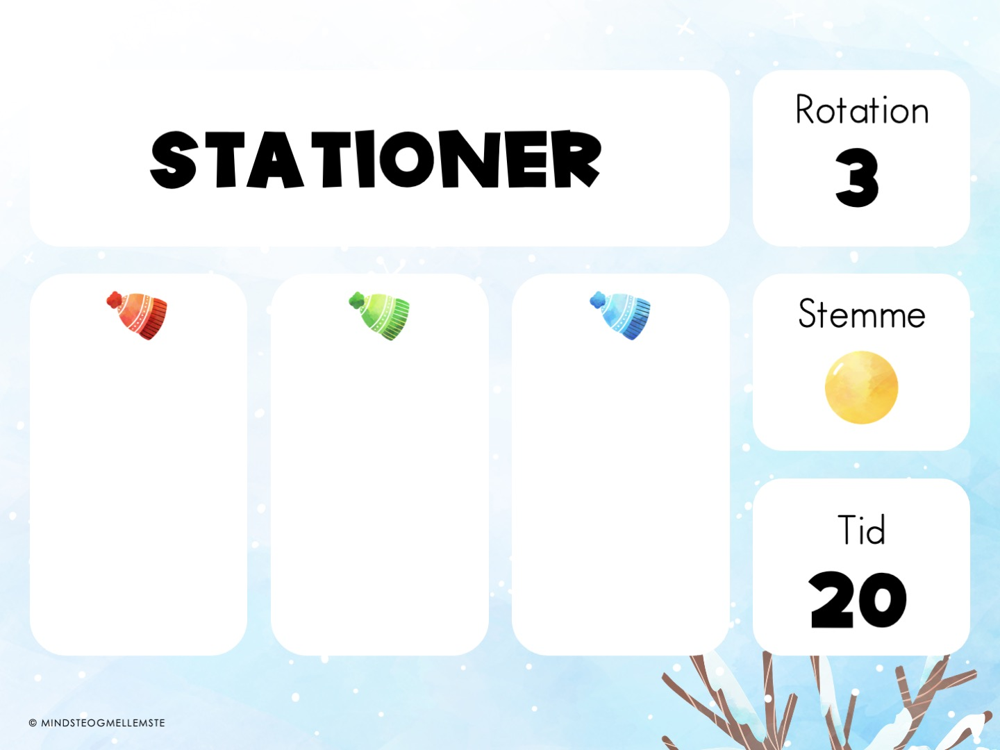 STATIONER
Rotation
3
Stemme
Tid
20
© MINDSTEOGMELLEMSTE